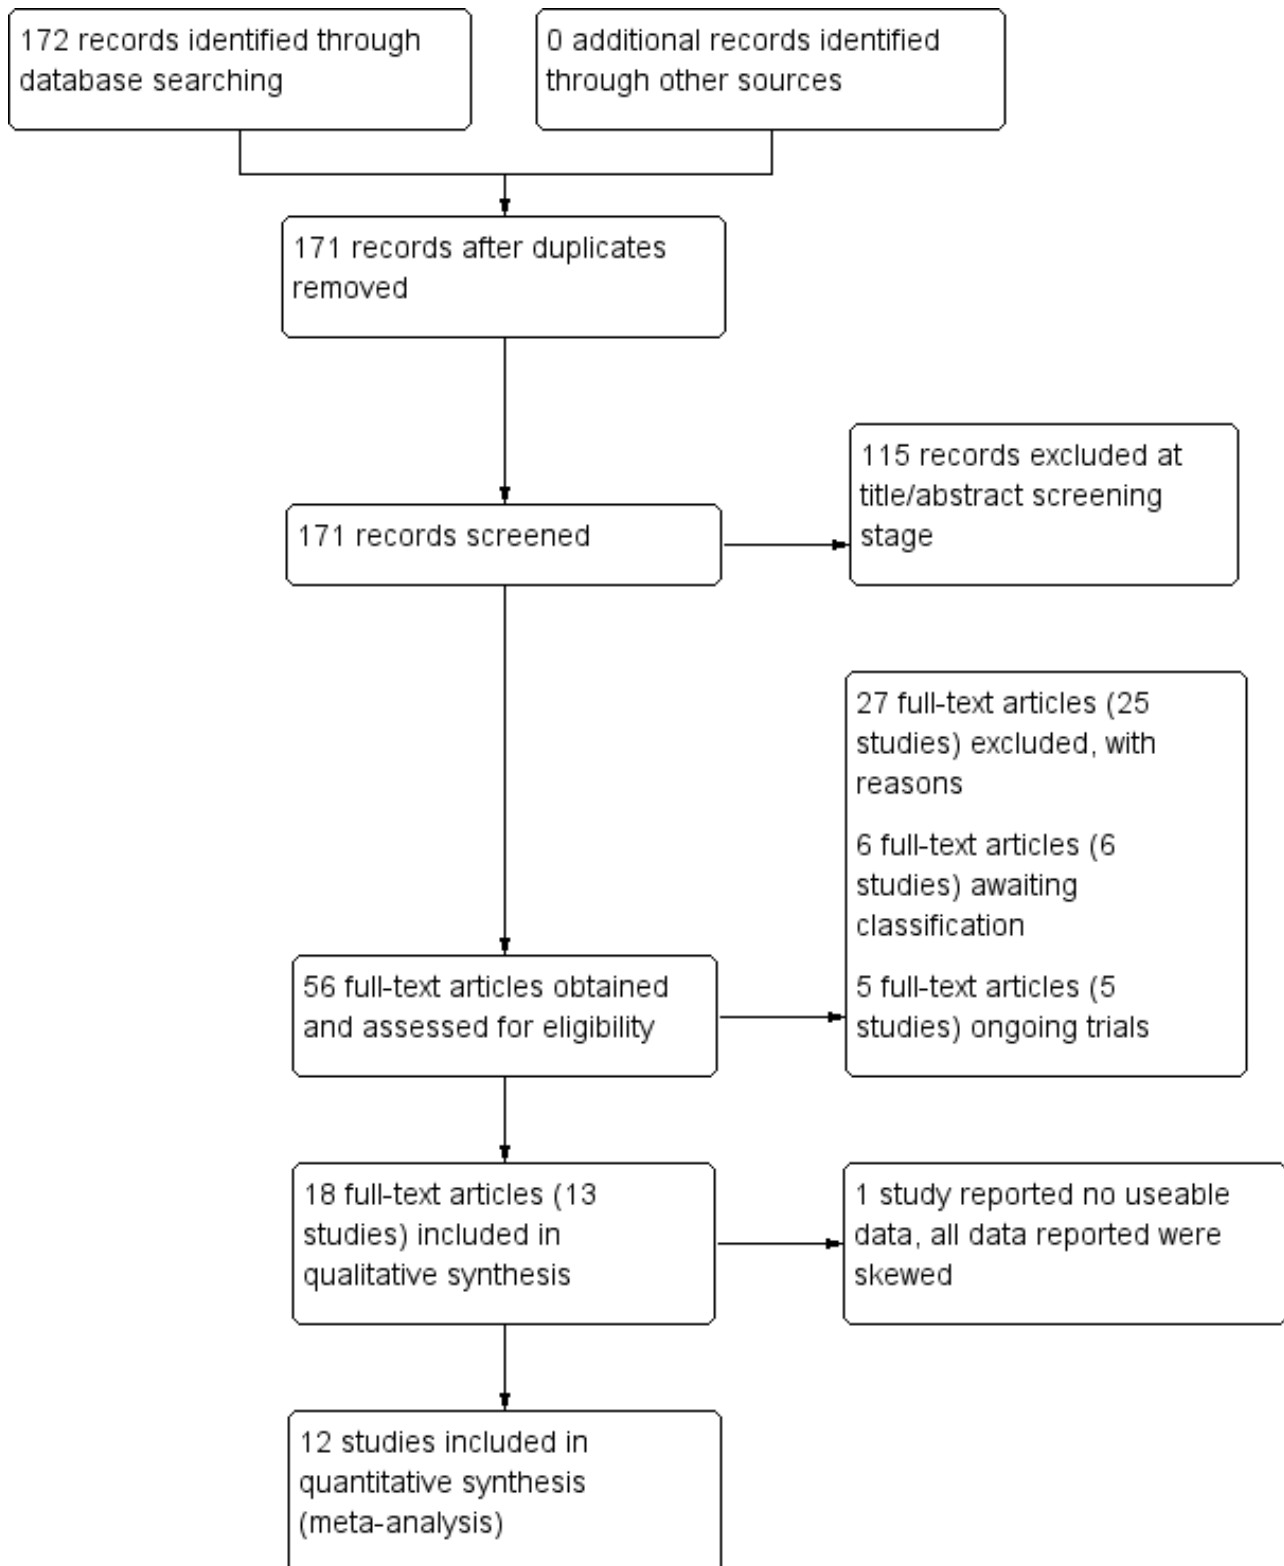 172 records identified through
database searching
0 additional records identified
through other sources
171 records after duplicates
removed
171 records screened
115 records excluded at
title/abstract screening
stage
56 full-text articles obtained
and assessed for eligibility
27 full-text articles (25
studies) excluded, with
reasons
6 full-text articles (6
studies) awaiting
classification
5 full-text articles (5
studies) ongoing trials
18 full-text articles (13
studies) included in
qualitative synthesis
1 study reported no useable
data, all data reported were
skewed
12 studies included in
quantitative synthesis
(meta-analysis)